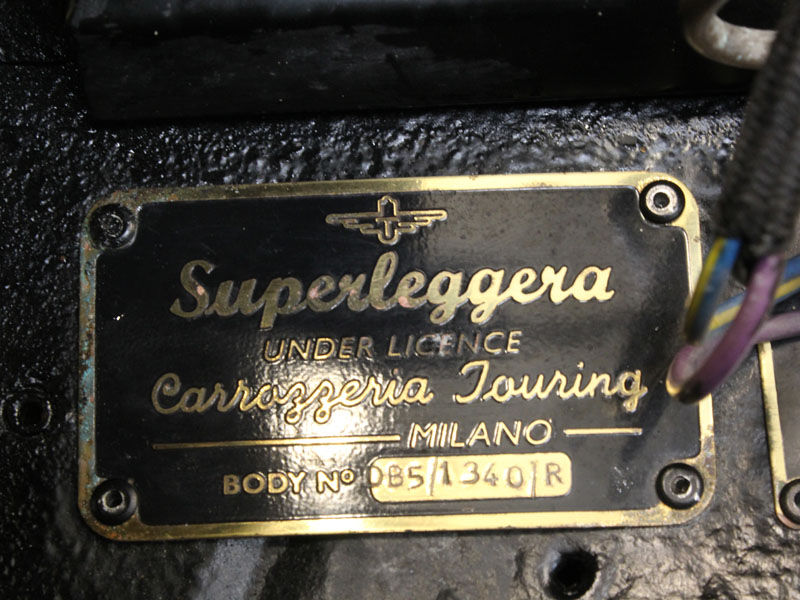 Superleggera
UNDER LICENCE
Carrozzeria Touring
MILANO
BODY Nº DB5/1340/R